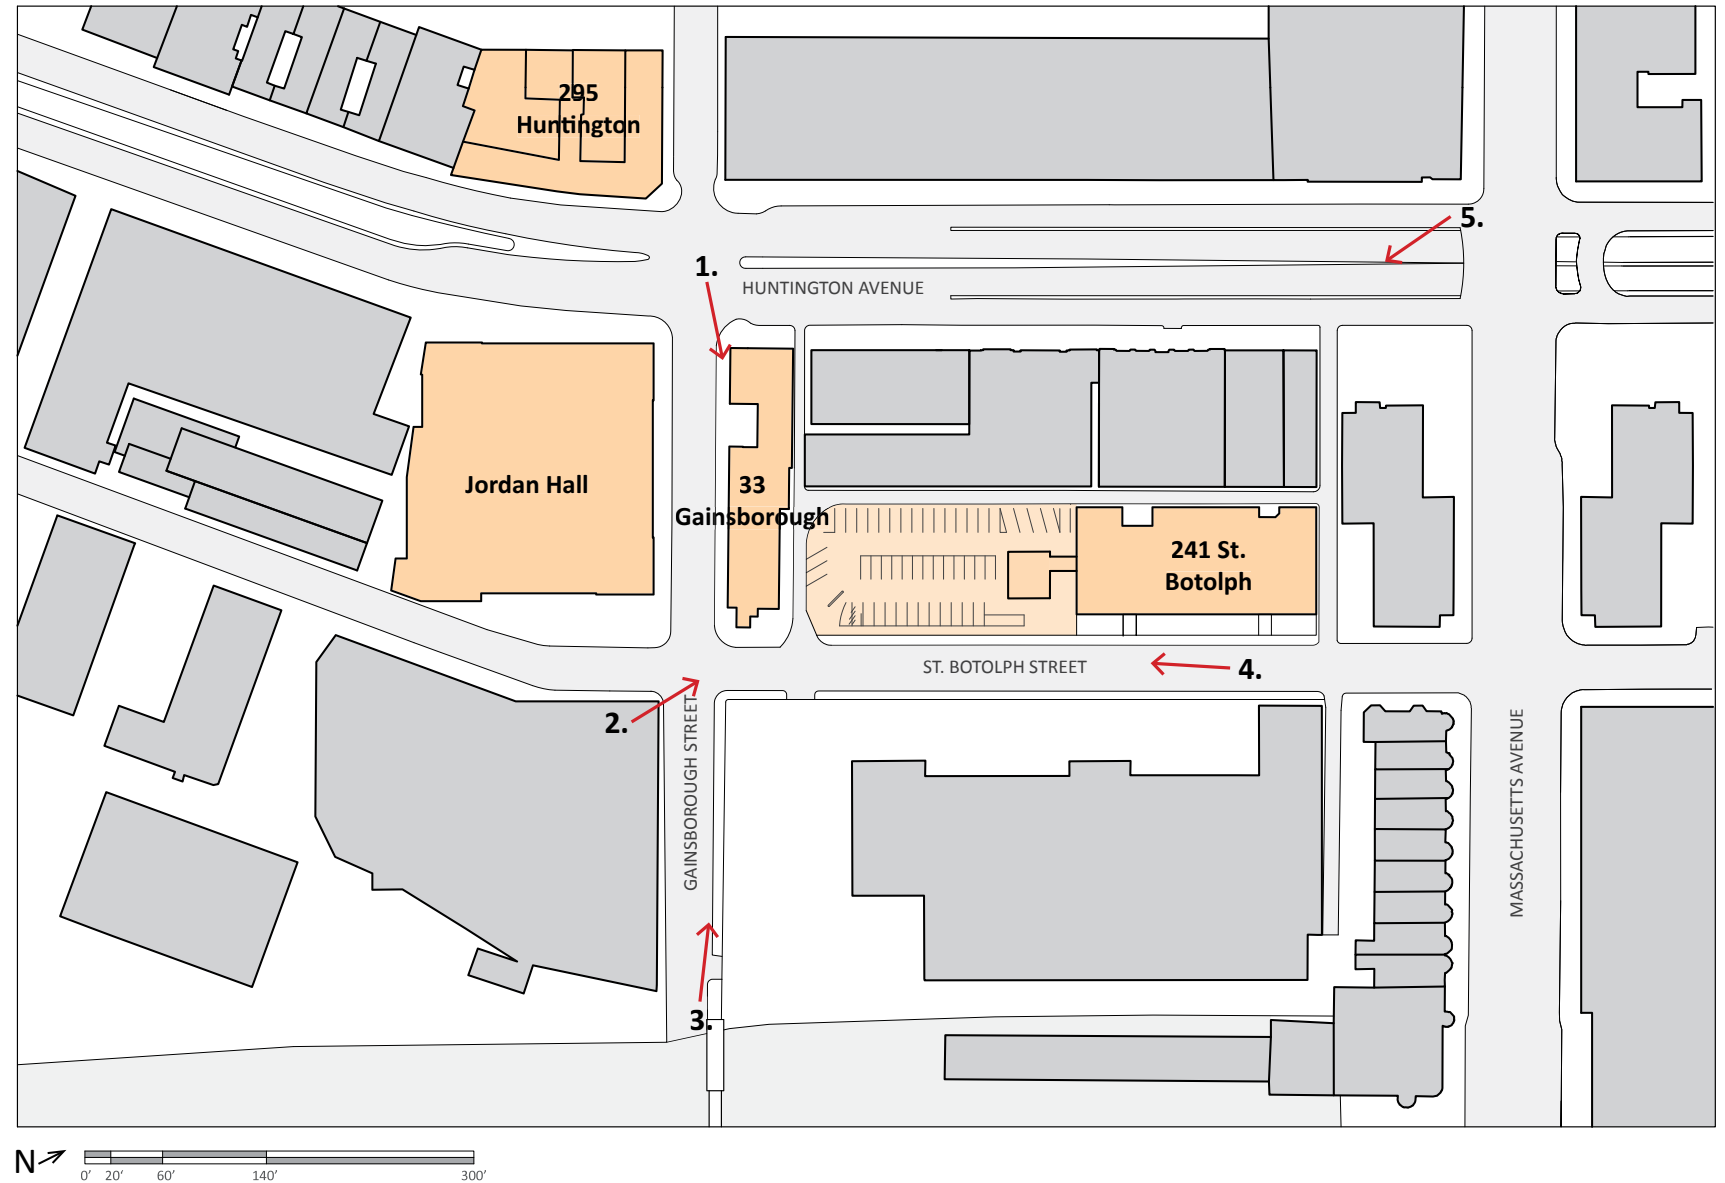 295
Huntington
5.
1.
HUNTINGTON AVENUE
Jordan Hall
33
Gainsborough
241 St.
Botolph
ST. BOTOLPH STREET
4.
2.
GAINSBOROUGH STREET
MASSACHUSETTS AVENUE
3.
N
0' 20' 60' 140' 300'